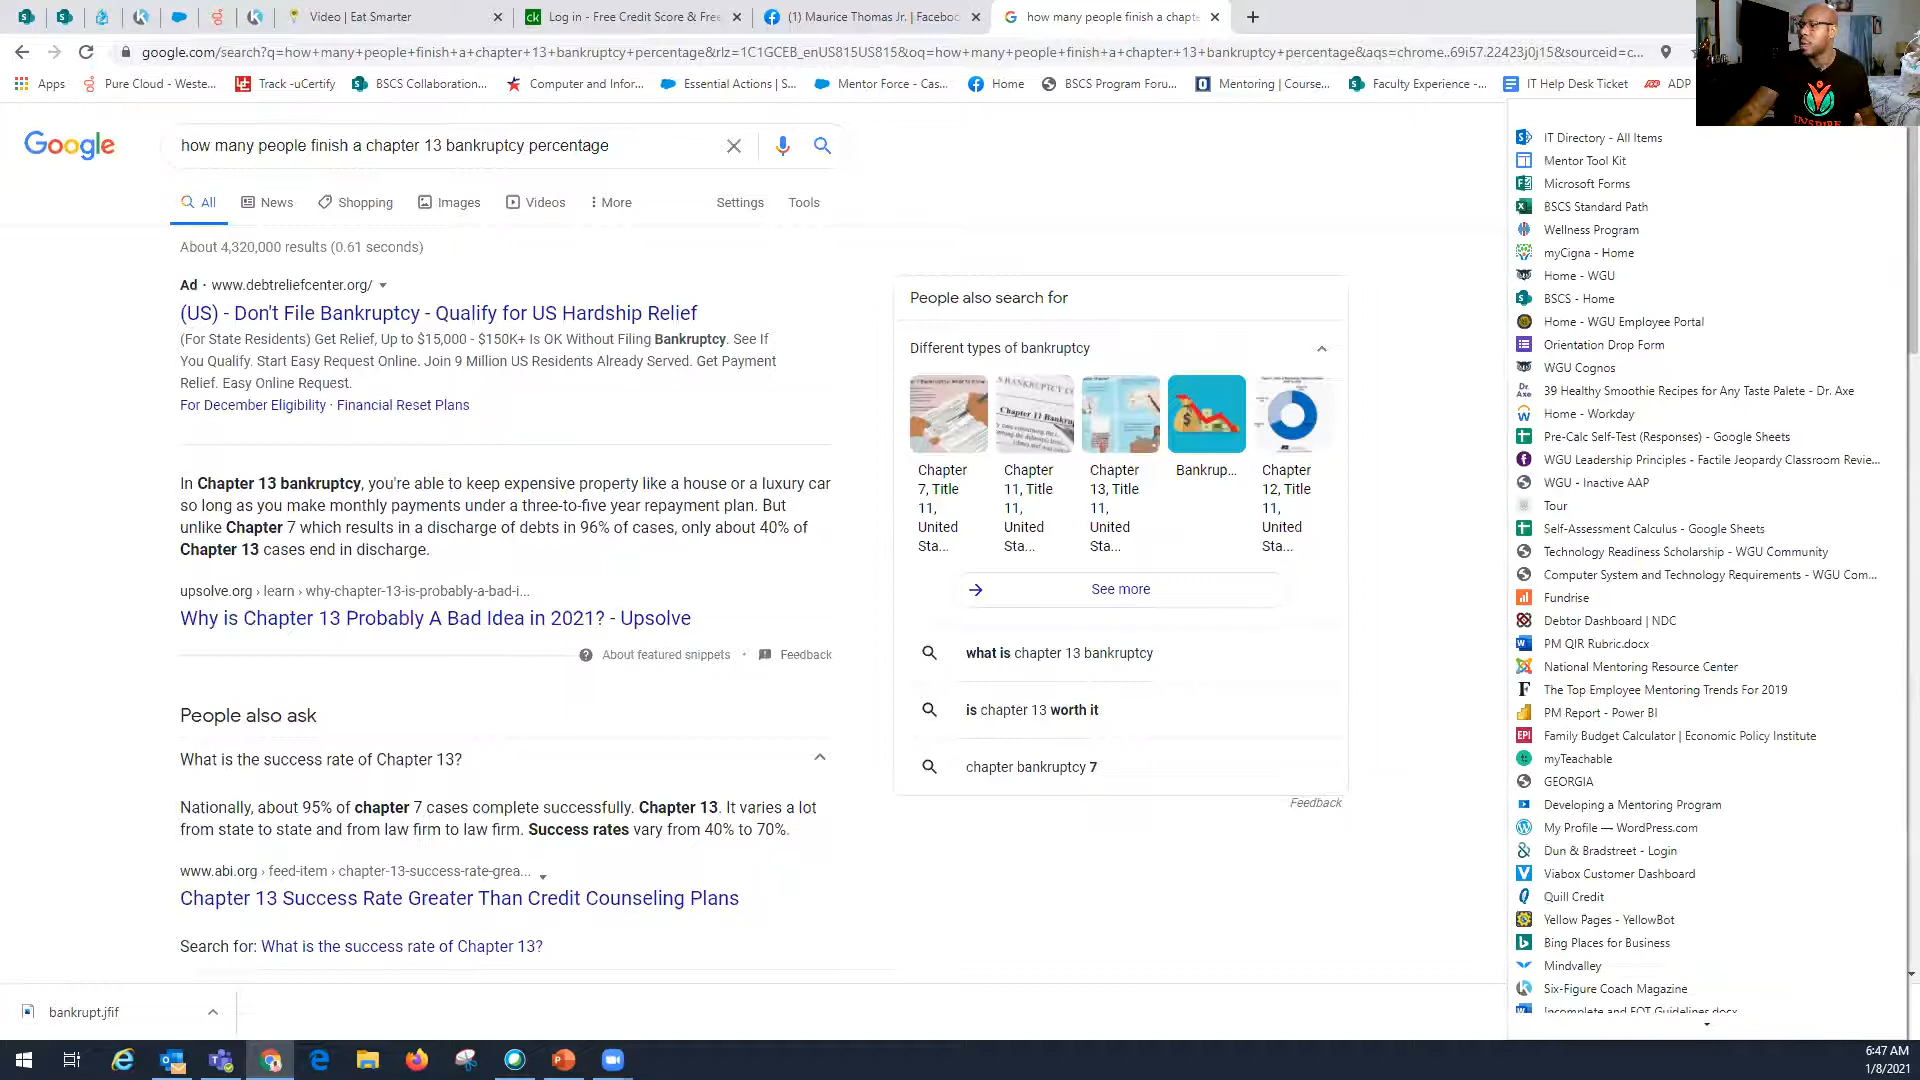 Video | Eat Smarter
Log in - Free Credit Score & Free
(1) Maurice Thomas Jr. | Facebo
how many people finish a chapte
google.com/search?q=how+many+people+finish+a+chapter+13+bankruptcy+percentage&rlz=1C1GCEB_enUS815US815&oq=how+many+people+finish+a+chapter+13+bankruptcy+percentage&aqs=chrome..69i57.22423j0j15&sourceid=c...
Apps
Pure Cloud - Weste...
Track -uCertify
BSCS Collaboration...
Computer and Infor...
Essential Actions | S...
Mentor Force - Cas...
Home
BSCS Program Foru...
Mentoring | Course...
Faculty Experience -...
IT Help Desk Ticket
ADP
Google
how many people finish a chapter 13 bankruptcy percentage
All
News
Shopping
Images
Videos
More
Settings
Tools
About 4,320,000 results (0.61 seconds)
Ad · www.debtreliefcenter.org/
(US) - Don't File Bankruptcy - Qualify for US Hardship Relief
(For State Residents) Get Relief, Up to $15,000 - $150K+ Is OK Without Filing Bankruptcy. See If
You Qualify. Start Easy Request Online. Join 9 Million US Residents Already Served. Get Payment
Relief. Easy Online Request.
For December Eligibility · Financial Reset Plans
In Chapter 13 bankruptcy, you're able to keep expensive property like a house or a luxury car
so long as you make monthly payments under a three-to-five year repayment plan. But
unlike Chapter 7 which results in a discharge of debts in 96% of cases, only about 40% of
Chapter 13 cases end in discharge.
upsolve.org › learn › why-chapter-13-is-probably-a-bad-i...
Why is Chapter 13 Probably A Bad Idea in 2021? - Upsolve
About featured snippets • Feedback
People also ask
What is the success rate of Chapter 13?
Nationally, about 95% of chapter 7 cases complete successfully. Chapter 13. It varies a lot
from state to state and from law firm to law firm. Success rates vary from 40% to 70%.
www.abi.org › feed-item › chapter-13-success-rate-grea...
Chapter 13 Success Rate Greater Than Credit Counseling Plans
Search for: What is the success rate of Chapter 13?
People also search for
Different types of bankruptcy
Chapter 7, Title 11, United Sta...
Chapter 11, Title 11, United Sta...
Chapter 13, Title 11, United Sta...
Bankrup...
Chapter 12, Title 11, United Sta...
See more
what is chapter 13 bankruptcy
is chapter 13 worth it
chapter bankruptcy 7
Feedback
IT Directory - All Items
Mentor Tool Kit
Microsoft Forms
BSCS Standard Path
Wellness Program
myCigna - Home
Home - WGU
BSCS - Home
Home - WGU Employee Portal
Orientation Drop Form
WGU Cognos
39 Healthy Smoothie Recipes for Any Taste Palete - Dr. Axe
Home - Workday
Pre-Calc Self-Test (Responses) - Google Sheets
WGU Leadership Principles - Factile Jeopardy Classroom Revie...
WGU - Inactive AAP
Tour
Self-Assessment Calculus - Google Sheets
Technology Readiness Scholarship - WGU Community
Computer System and Technology Requirements - WGU Com...
Fundrise
Debtor Dashboard | NDC
PM QIR Rubric.docx
National Mentoring Resource Center
The Top Employee Mentoring Trends For 2019
PM Report - Power BI
Family Budget Calculator | Economic Policy Institute
myTeachable
GEORGIA
Developing a Mentoring Program
My Profile — WordPress.com
Dun & Bradstreet - Login
Viabox Customer Dashboard
Quill Credit
Yellow Pages - YellowBot
Bing Places for Business
Mindvalley
Six-Figure Coach Magazine
Incomplete and EOT Guidelines.docx
bankrupt.jfif
6:47 AM
1/8/2021